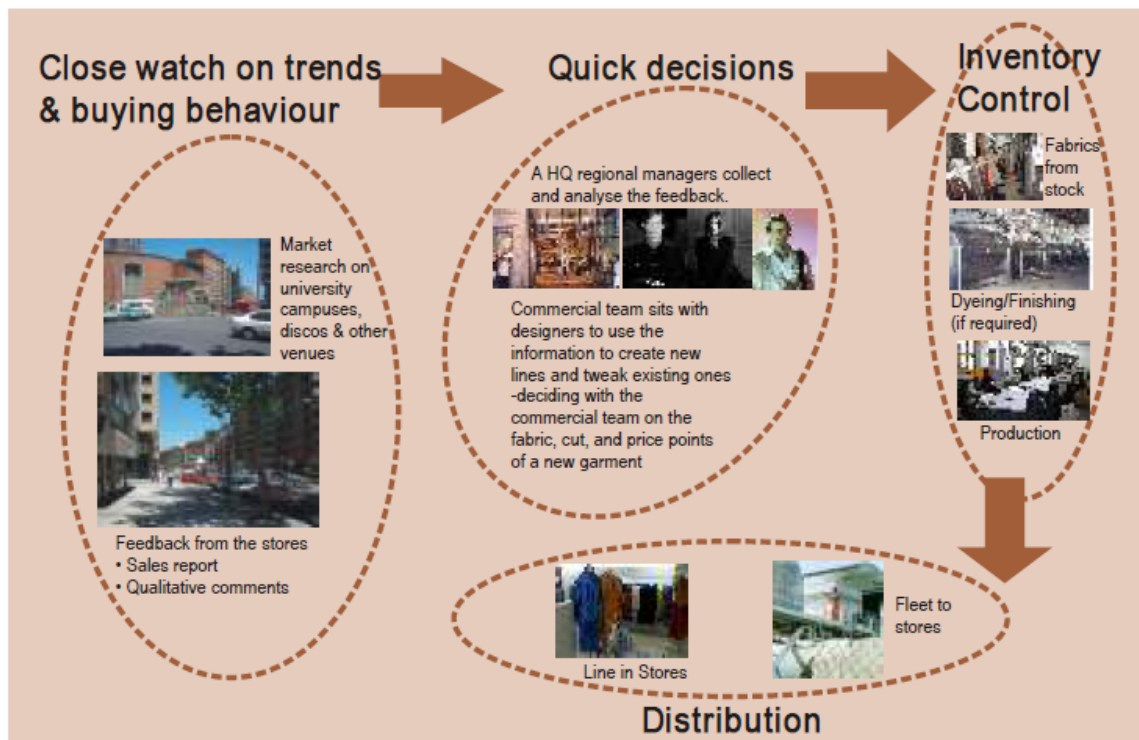 Close watch on trends
& buying behaviour
Market
research on
university
campuses,
discos & other
venues
Feedback from the stores
• Sales report
• Qualitative comments
Quick decisions
A HQ regional managers collect
and analyse the feedback.
Commercial team sits with
designers to use the
information to create new
lines and tweak existing ones
-deciding with the
commercial team on the
fabric, cut, and price points
of a new garment
Inventory
Control
Fabrics
from
stock
Dyeing/Finishing
(if required)
Production
Line in Stores
Fleet to
stores
Distribution